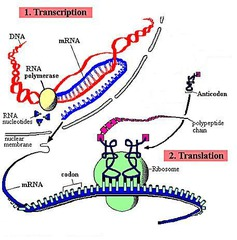 1. Transcription
DNA
mRNA
RNA
polymerase
RNA
nucleotides
nuclear
membrane
Anticodon
polypeptide
chain
2. Translation
Ribosome
codon
mRNA